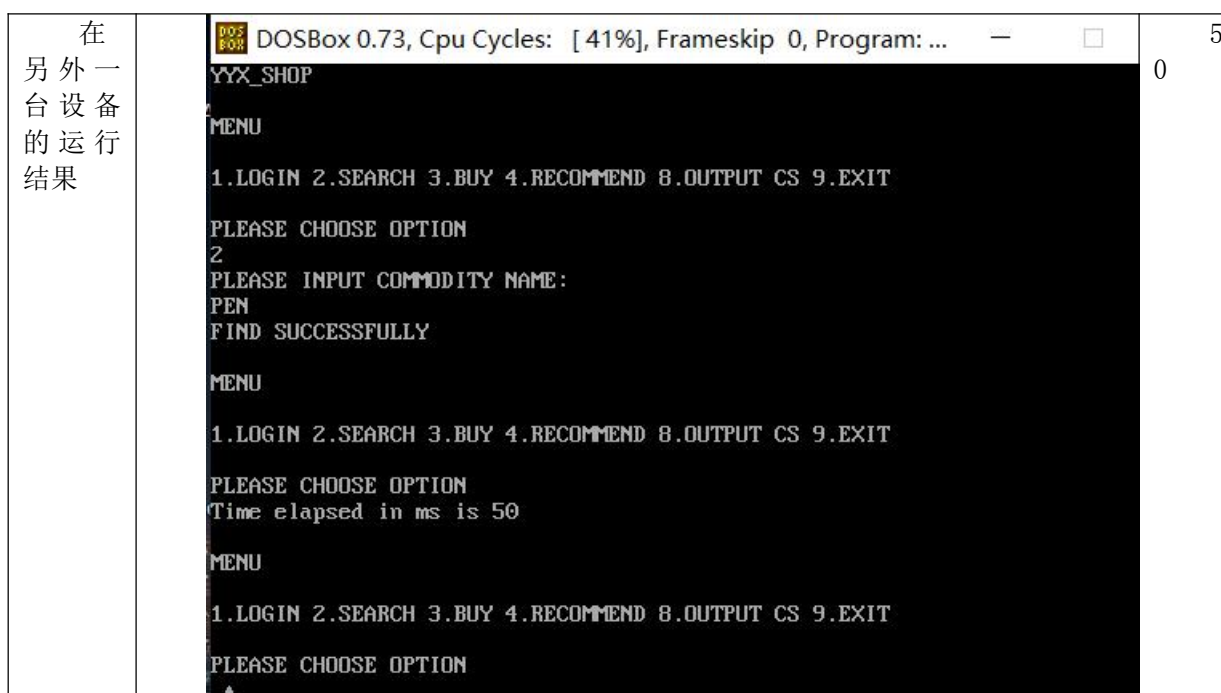 在
另外一
台设备
的运行
结果
DOSBox 0.73, Cpu Cycles: [ 41%], Frameskip 0, Program: ...
YYX_SHOP
MENU
1.LOGIN 2.SEARCH 3.BUY 4.RECOMMEND 8.OUTPUT CS 9.EXIT
PLEASE CHOOSE OPTION
2
PLEASE INPUT COMMODITY NAME:
PEN
FIND SUCCESSFULLY
MENU
1.LOGIN 2.SEARCH 3.BUY 4.RECOMMEND 8.OUTPUT CS 9.EXIT
PLEASE CHOOSE OPTION
Time elapsed in ms is 50
MENU
1.LOGIN 2.SEARCH 3.BUY 4.RECOMMEND 8.OUTPUT CS 9.EXIT
PLEASE CHOOSE OPTION
5
0